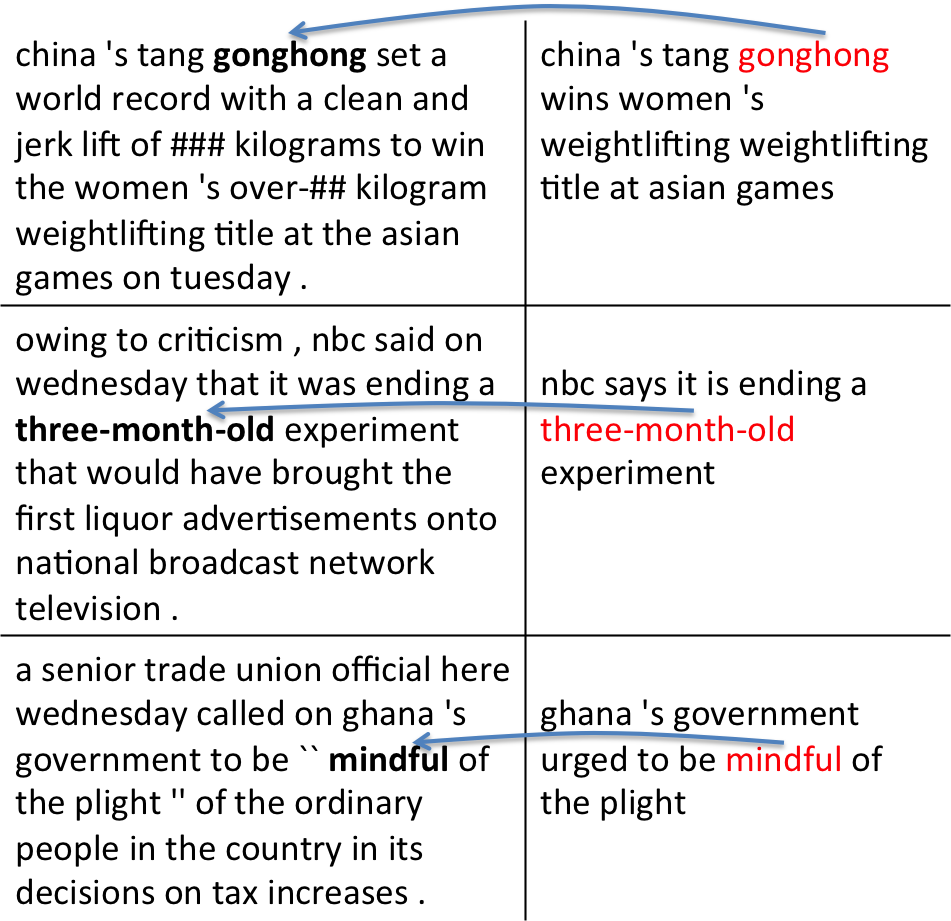 china 's tang gonghong set a
world record with a clean and
jerk lift of ### kilograms to win
the women 's over-## kilogram
weightlifting title at the asian
games on tuesday .
china 's tang gonghong
wins women 's
weightlifting weightlifting
title at asian games
owing to criticism , nbc said on
wednesday that it was ending a
three-month-old experiment
that would have brought the
first liquor advertisements onto
national broadcast network
television .
nbc says it is ending a
three-month-old
experiment
a senior trade union official here
wednesday called on ghana 's
government to be `` mindful of
the plight '' of the ordinary
people in the country in its
decisions on tax increases .
ghana 's government
urged to be mindful of
the plight